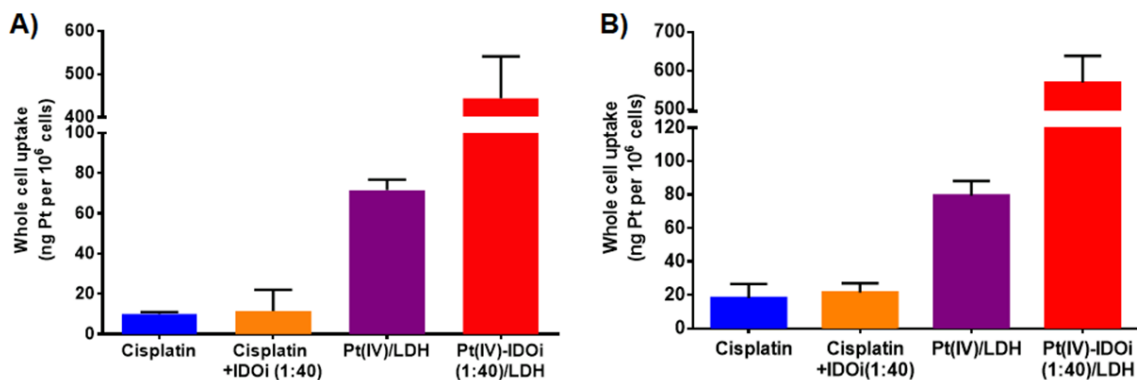 A)
Whole cell uptake
(ng Pt per 10⁶ cells)
600
500
400
100
80
60
40
20
0
Cisplatin
Cisplatin
+IDOi (1:40)
Pt(IV)/LDH
Pt(IV)-IDOi
(1:40)/LDH
B)
Whole cell uptake
(ng Pt per 10⁶ cells)
700
600
500
120
100
80
60
40
20
0
Cisplatin
Cisplatin
+IDOi(1:40)
Pt(IV)/LDH
Pt(IV)-IDOi
(1:40)/LDH